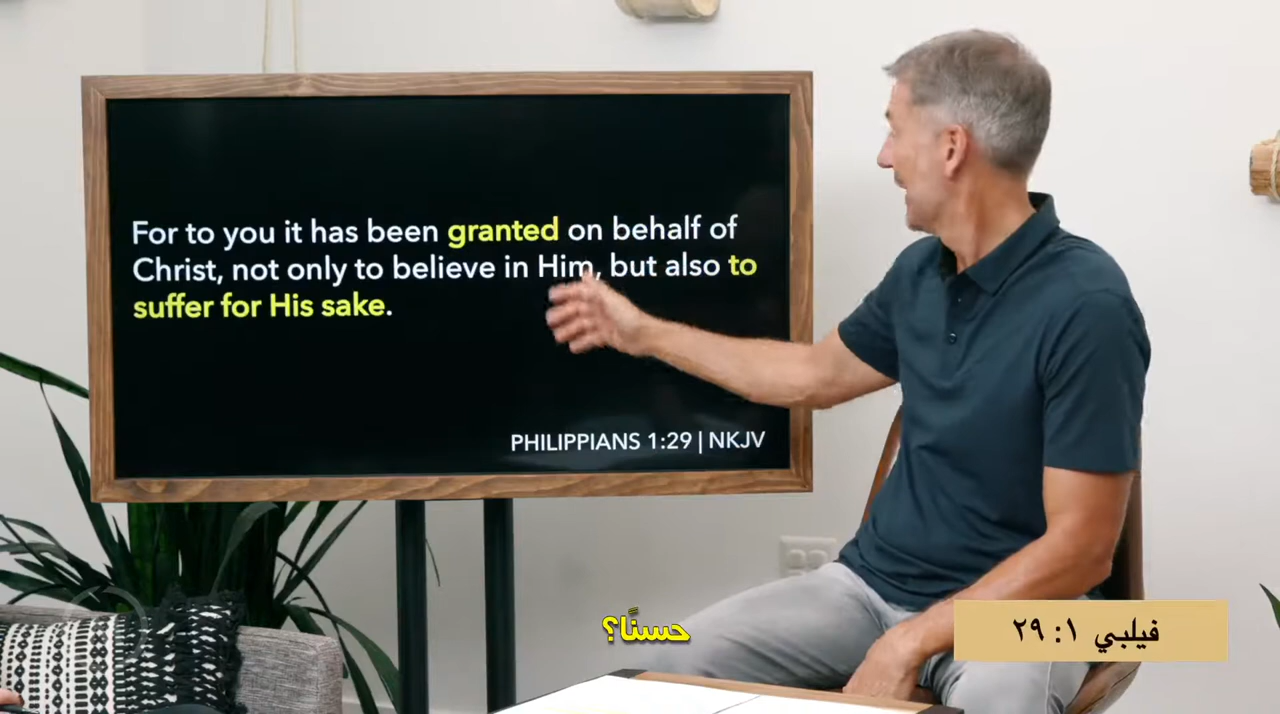 For to you it has been granted on behalf of
Christ, not only to believe in Him, but also to
suffer for His sake.
PHILIPPIANS 1:29 | NKJV
حسنًا؟
فيلبي ١: ٢٩